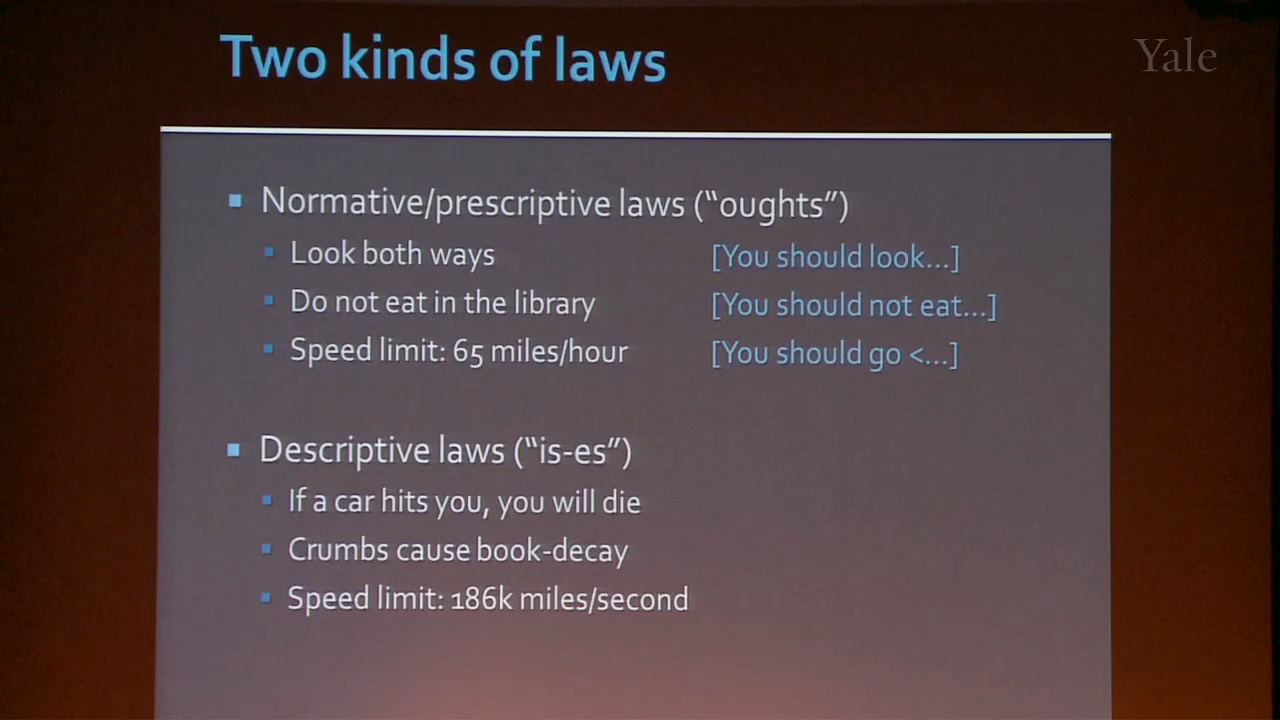 Two kinds of laws
Yale
Normative/prescriptive laws (“oughts”)
Look both ways [You should look...]
Do not eat in the library [You should not eat...]
Speed limit: 65 miles/hour [You should go <...]
Descriptive laws (“is-es”)
If a car hits you, you will die
Crumbs cause book-decay
Speed limit: 186k miles/second